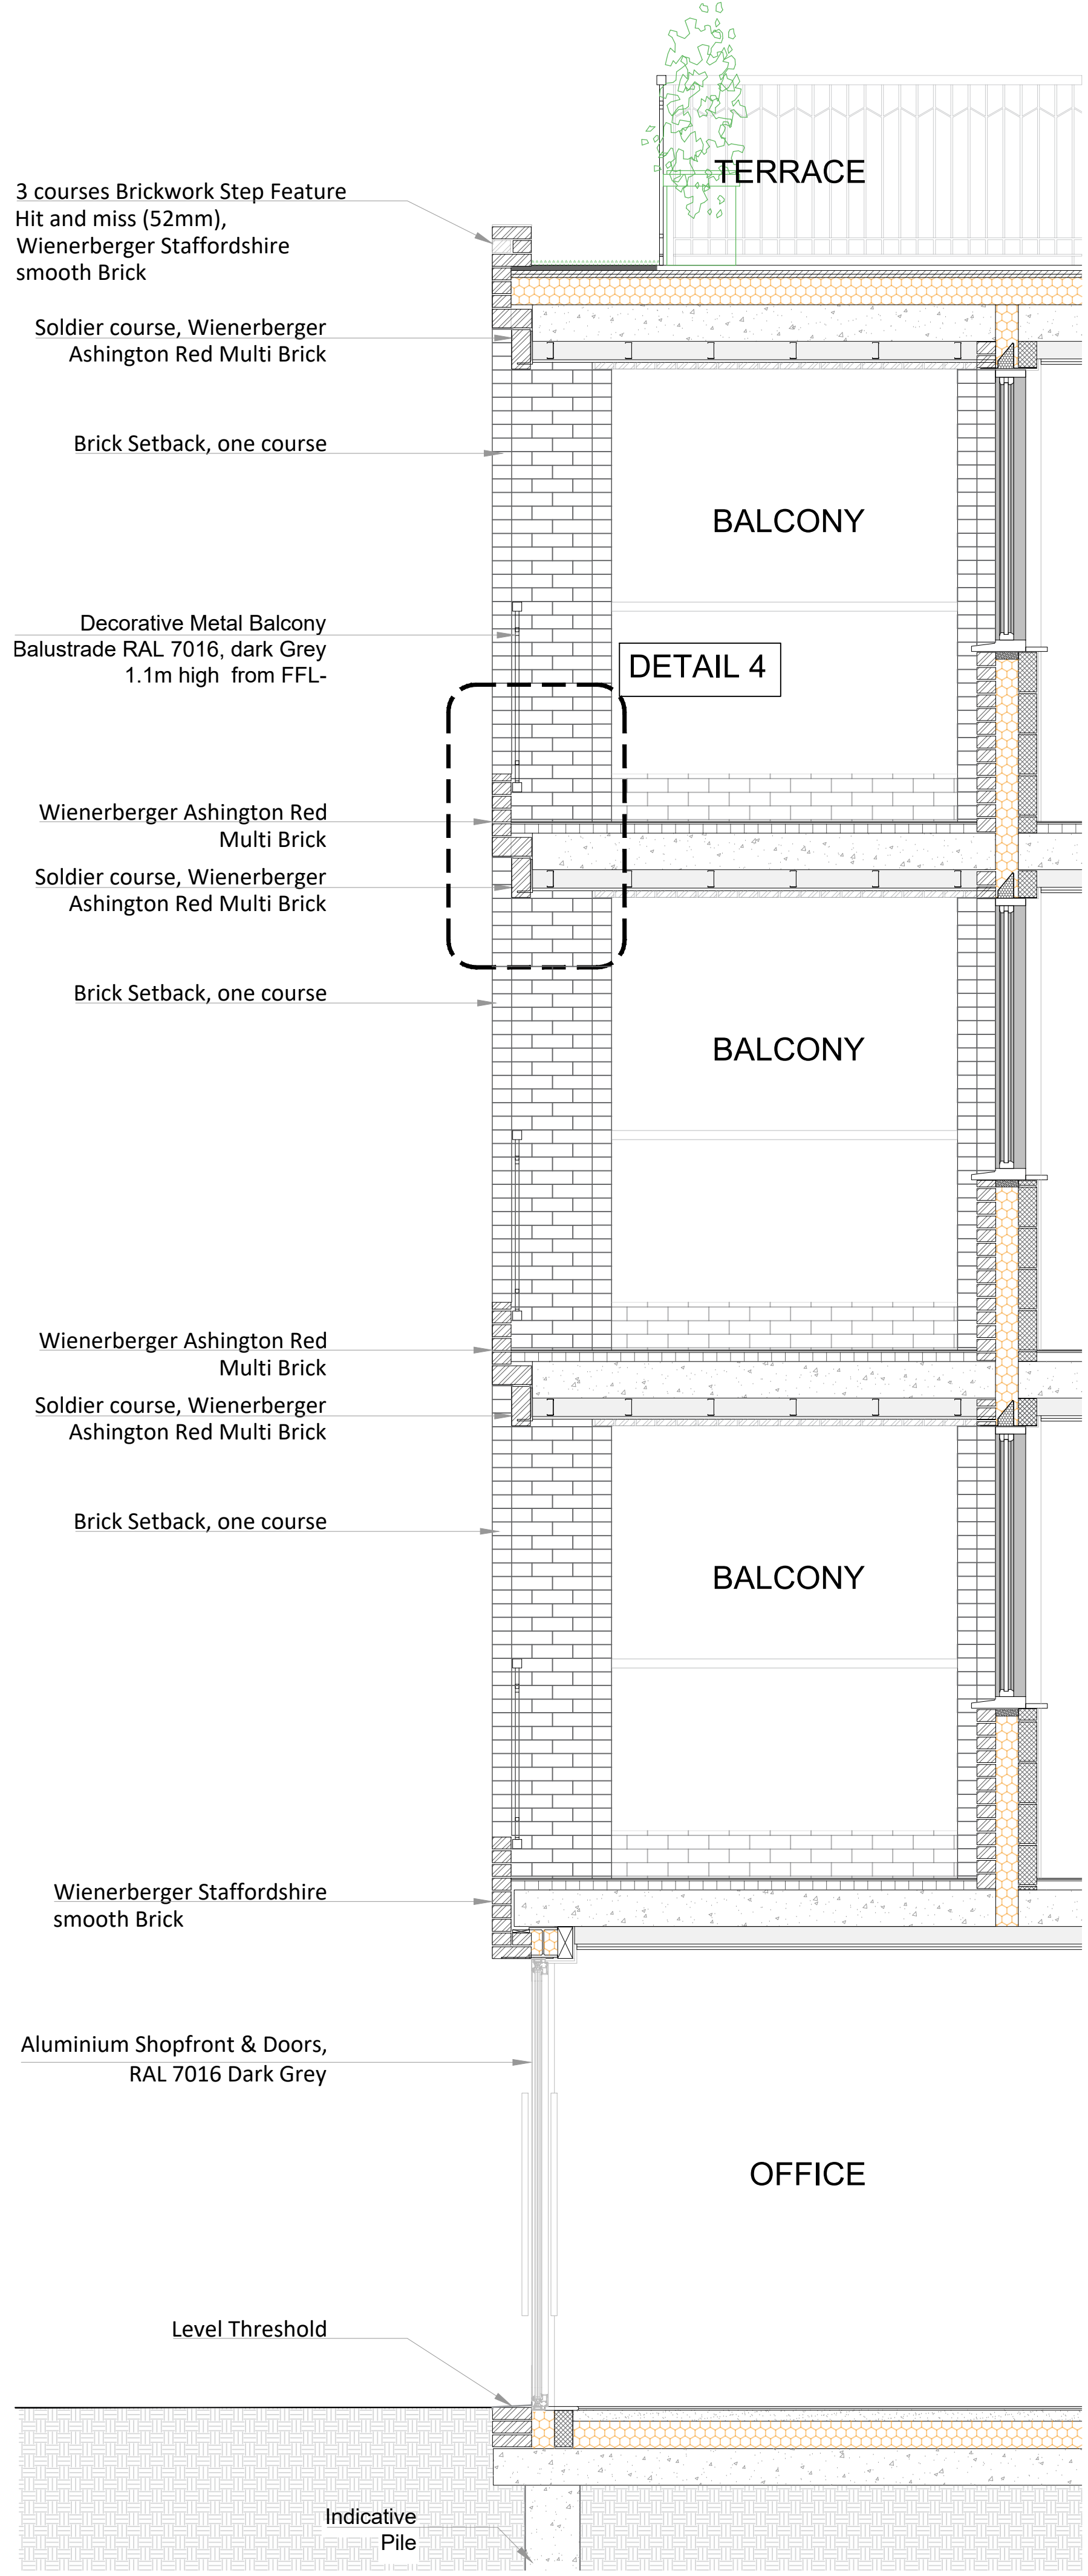 TERRACE
3 courses Brickwork Step Feature
Hit and miss (52mm),
Wienerberger Staffordshire
smooth Brick
Soldier course, Wienerberger
Ashington Red Multi Brick
Brick Setback, one course
BALCONY
Decorative Metal Balcony
Balustrade RAL 7016, dark Grey
1.1m high from FFL-
DETAIL 4
Wienerberger Ashington Red
Multi Brick
Soldier course, Wienerberger
Ashington Red Multi Brick
Brick Setback, one course
BALCONY
Wienerberger Ashington Red
Multi Brick
Soldier course, Wienerberger
Ashington Red Multi Brick
Brick Setback, one course
BALCONY
Wienerberger Staffordshire
smooth Brick
Aluminium Shopfront & Doors,
RAL 7016 Dark Grey
OFFICE
Level Threshold
Indicative
Pile